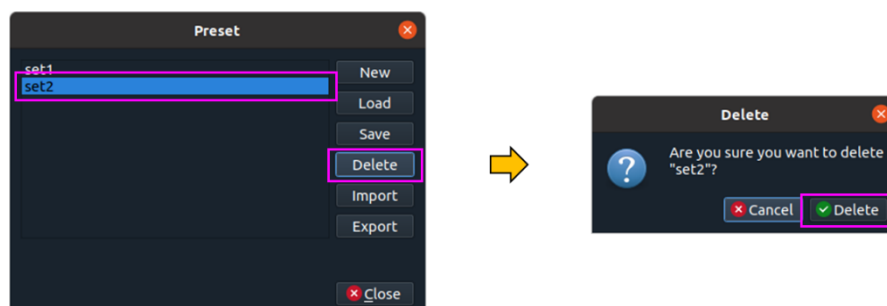 Preset
set1
set2
New
Load
Save
Delete
Import
Export
Close
Delete
Are you sure you want to delete
"set2"?
Cancel
Delete